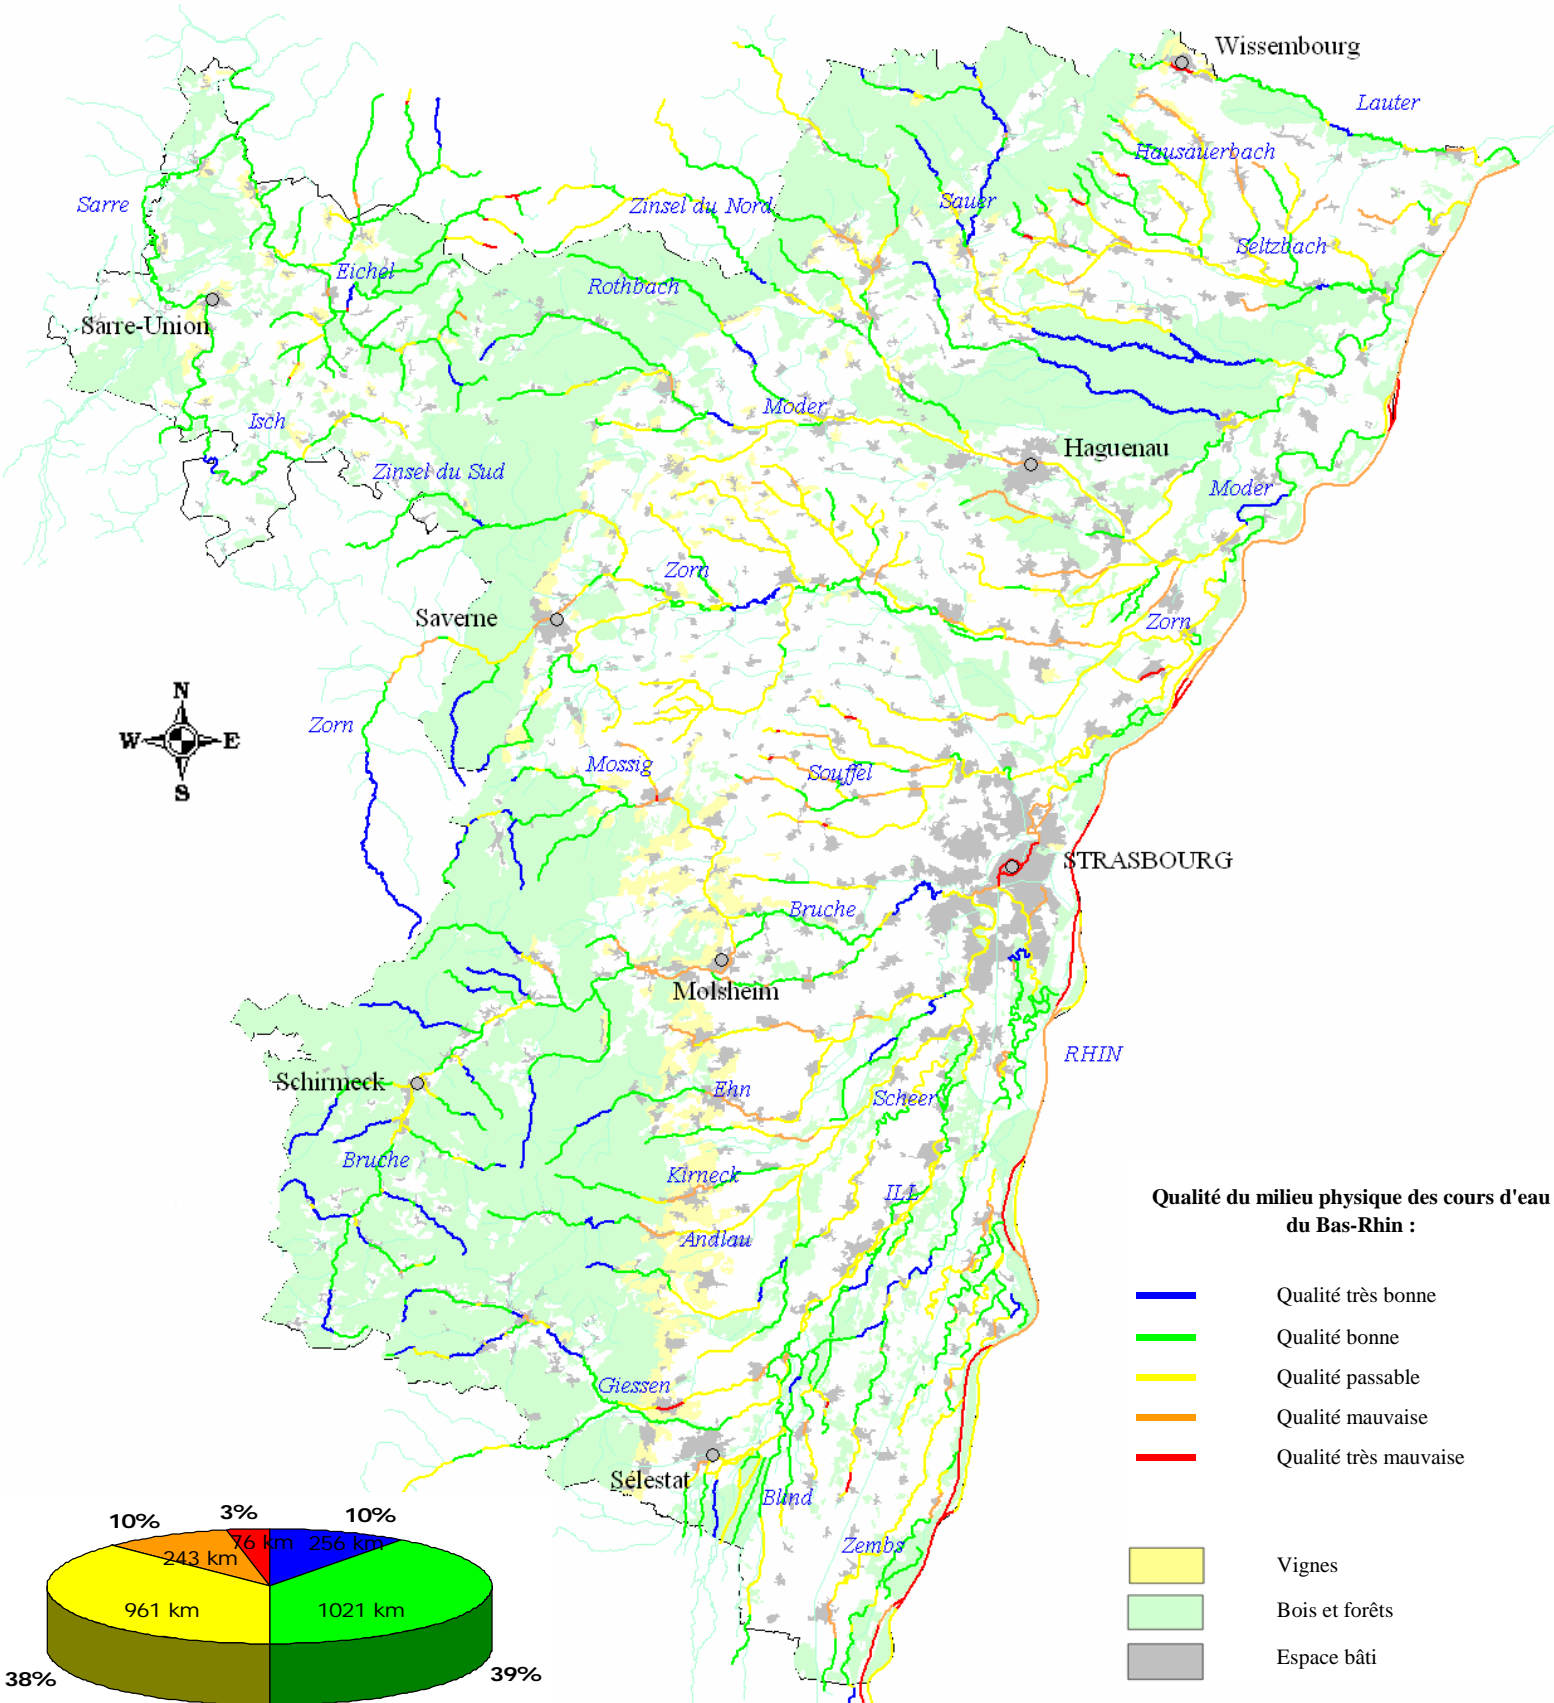 Wissembourg
Lauter
Hausauerbach
Sarre
Zinsel du Nord
Sauer
Seltzbach
Eichel
Rothbach
Sarre-Union
Isch
Moder
Haguenau
Zinsel du Sud
Moder
Zorn
Saverne
Zorn
N
W
E
S
Zorn
Mossig
Souffel
STRASBOURG
Bruche
Molsheim
RHIN
Schirmeck
Ehn
Scheer
Bruche
Kirneck
ILL
Andlau
Qualité du milieu physique des cours d'eau
du Bas-Rhin :
Qualité très bonne
Qualité bonne
Qualité passable
Qualité mauvaise
Qualité très mauvaise
Giessen
Sélestat
Blind
Zembs
Vignes
Bois et forêts
Espace bâti
10%
3%
10%
76 km
256 km
243 km
961 km
1021 km
38%
39%